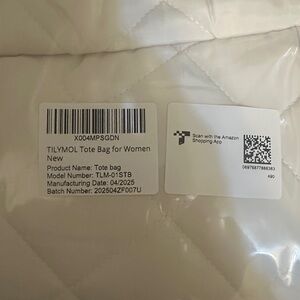 X004MPSGDN
TILYMOL Tote Bag for Women
New
Product Name: Tote bag
Model Number: TLM-01STB
Manufacturing Date: 04/2025
Batch Number: 202504ZF007U
Scan with the Amazon
Shopping App